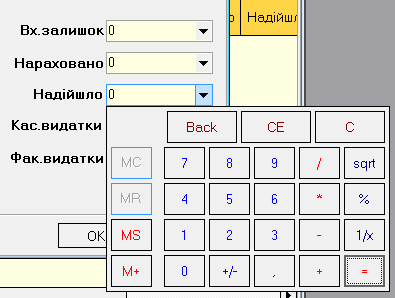 Вх.залишок 0
Надійшл
Нараховано 0
Надійшло 0
Кас.видатки
Back CE C
Фак.видатки
MC 7 8 9 / sqrt
MR 4 5 6 * %
MS 1 2 3 - 1/x
M+ 0 +/- , + =
OK